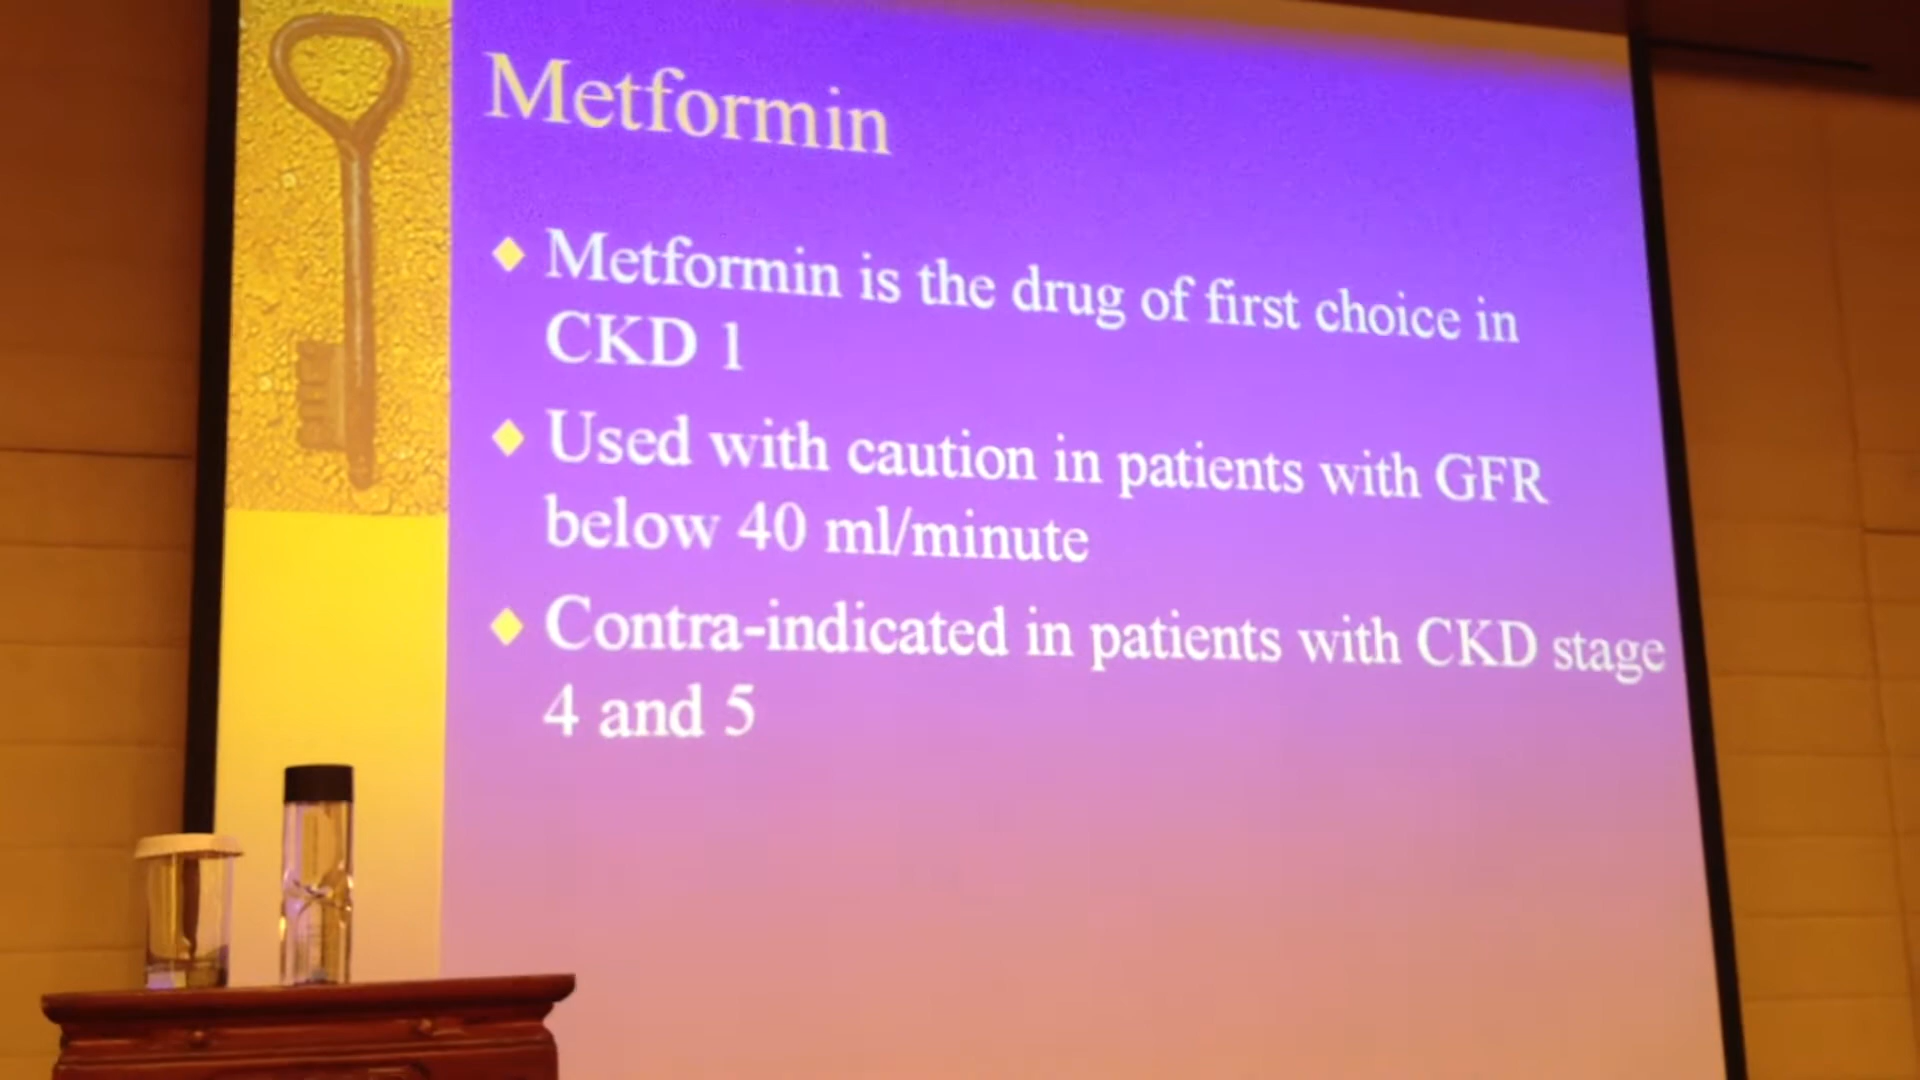 Metformin
Metformin is the drug of first choice in
CKD 1
Used with caution in patients with GFR
below 40 ml/minute
Contra-indicated in patients with CKD stage
4 and 5